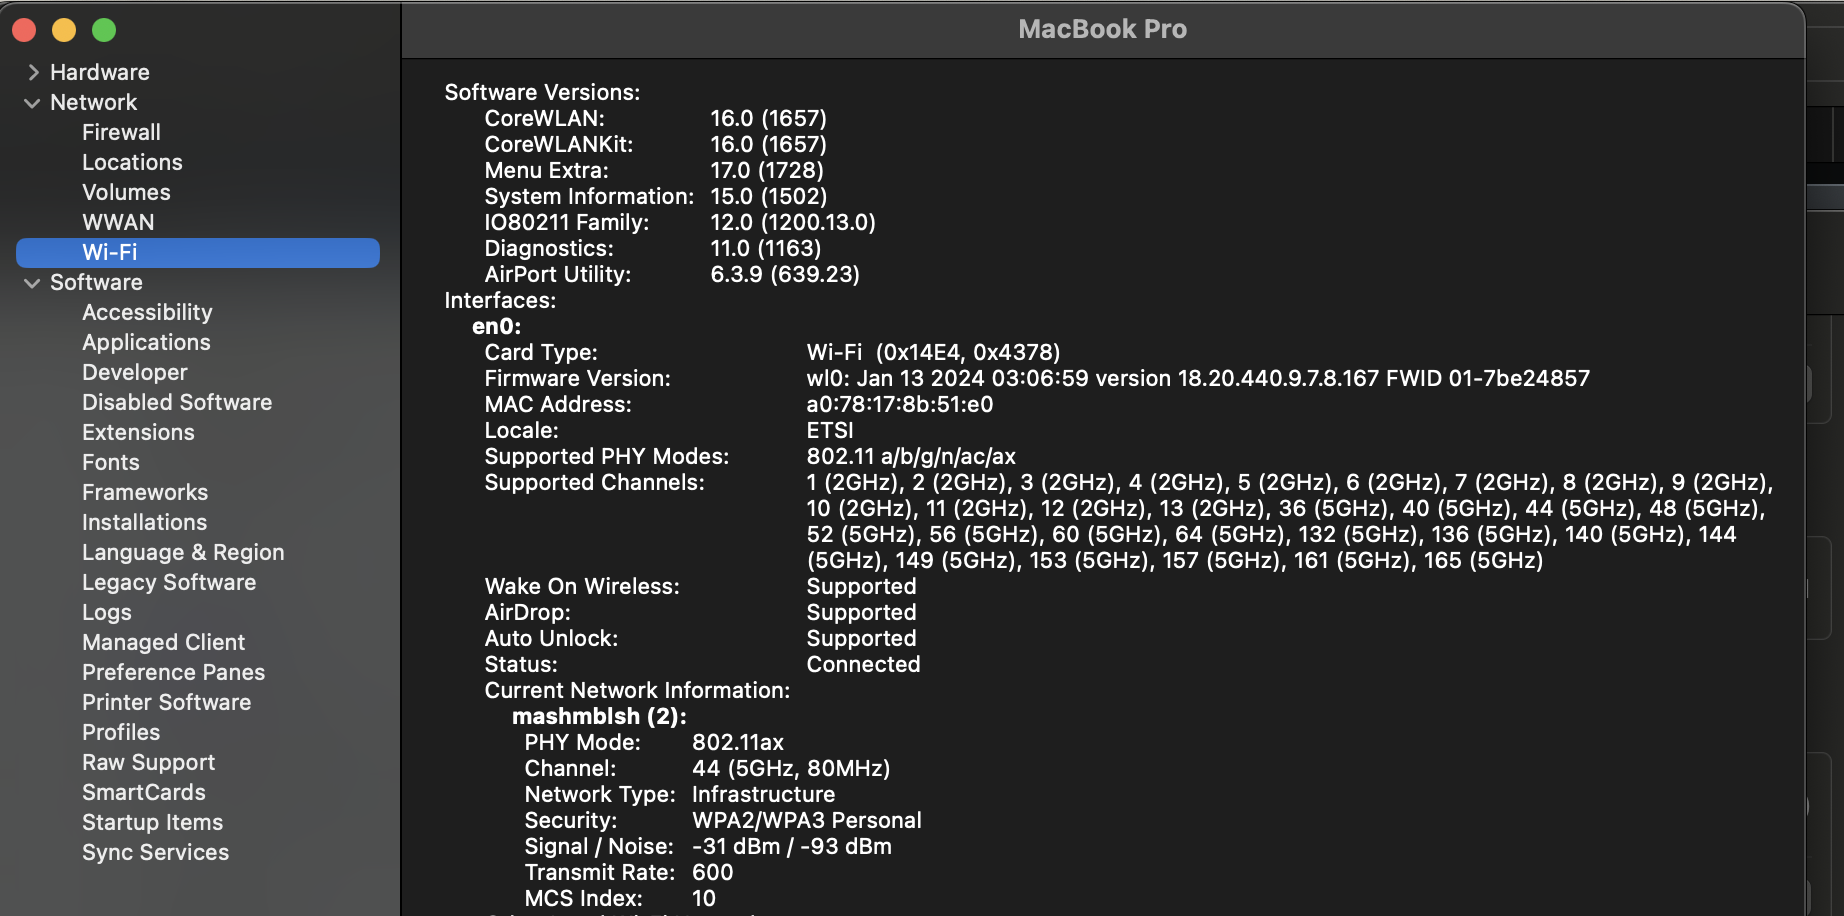 MacBook Pro
Hardware
Network
Firewall
Locations
Volumes
WWAN
Wi-Fi
Software
Accessibility
Applications
Developer
Disabled Software
Extensions
Fonts
Frameworks
Installations
Language & Region
Legacy Software
Logs
Managed Client
Preference Panes
Printer Software
Profiles
Raw Support
SmartCards
Startup Items
Sync Services
Software Versions:
CoreWLAN: 16.0 (1657)
CoreWLANKit: 16.0 (1657)
Menu Extra: 17.0 (1728)
System Information: 15.0 (1502)
IO80211 Family: 12.0 (1200.13.0)
Diagnostics: 11.0 (1163)
AirPort Utility: 6.3.9 (639.23)
Interfaces:
en0:
Card Type: Wi-Fi (0x14E4, 0x4378)
Firmware Version: wl0: Jan 13 2024 03:06:59 version 18.20.440.9.7.8.167 FWID 01-7be24857
MAC Address: a0:78:17:8b:51:e0
Locale: ETSI
Supported PHY Modes: 802.11 a/b/g/n/ac/ax
Supported Channels: 1 (2GHz), 2 (2GHz), 3 (2GHz), 4 (2GHz), 5 (2GHz), 6 (2GHz), 7 (2GHz), 8 (2GHz), 9 (2GHz),
10 (2GHz), 11 (2GHz), 12 (2GHz), 13 (2GHz), 36 (5GHz), 40 (5GHz), 44 (5GHz), 48 (5GHz),
52 (5GHz), 56 (5GHz), 60 (5GHz), 64 (5GHz), 132 (5GHz), 136 (5GHz), 140 (5GHz), 144
(5GHz), 149 (5GHz), 153 (5GHz), 157 (5GHz), 161 (5GHz), 165 (5GHz)
Wake On Wireless: Supported
AirDrop: Supported
Auto Unlock: Supported
Status: Connected
Current Network Information:
mashmblsh (2):
PHY Mode: 802.11ax
Channel: 44 (5GHz, 80MHz)
Network Type: Infrastructure
Security: WPA2/WPA3 Personal
Signal / Noise: -31 dBm / -93 dBm
Transmit Rate: 600
MCS Index: 10